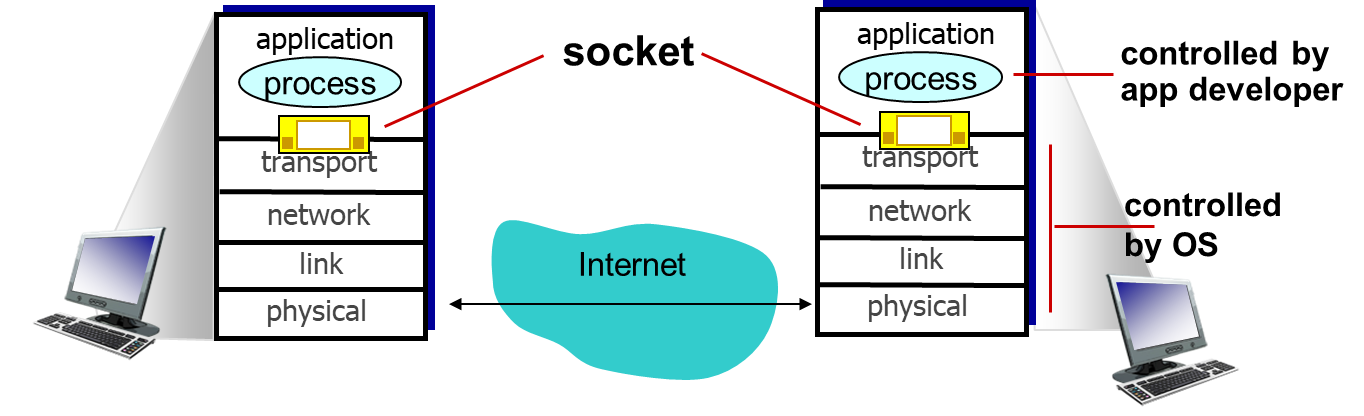 application
process
transport
network
link
physical
socket
Internet
application
process
transport
network
link
physical
controlled by
app developer
controlled
by OS